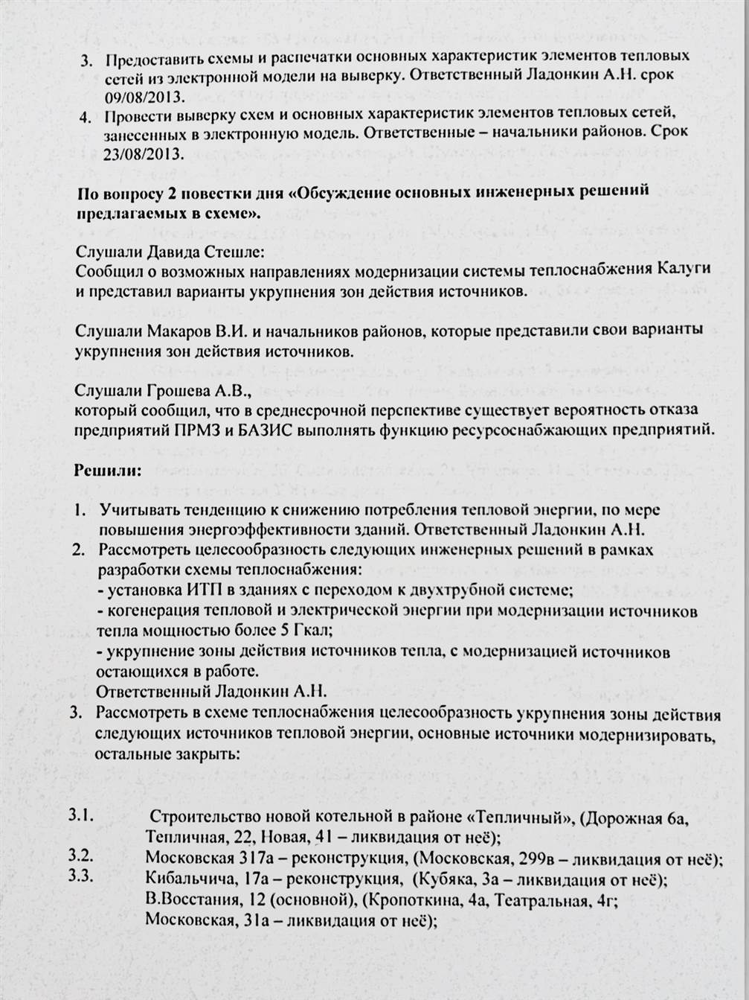 3. Предоставить схемы и распечатки основных характеристик элементов тепловых
сетей из электронной модели на выверку. Ответственный Ладонкин А.Н. срок
09/08/2013.
4. Провести выверку схем и основных характеристик элементов тепловых сетей,
занесенных в электронную модель. Ответственные – начальники районов. Срок
23/08/2013.
По вопросу 2 повестки дня «Обсуждение основных инженерных решений
предлагаемых в схеме».
Слушали Давида Стешле:
Сообщил о возможных направлениях модернизации системы теплоснабжения Калуги
и представил варианты укрупнения зон действия источников.
Слушали Макаров В.И. и начальников районов, которые представили свои варианты
укрупнения зон действия источников.
Слушали Грошева А.В.,
который сообщил, что в среднесрочной перспективе существует вероятность отказа
предприятий ПРМЗ и БАЗИС выполнять функцию ресурсоснабжающих предприятий.
Решили:
1. Учитывать тенденцию к снижению потребления тепловой энергии, по мере
повышения энергоэффективности зданий. Ответственный Ладонкин А.Н.
2. Рассмотреть целесообразность следующих инженерных решений в рамках
разработки схемы теплоснабжения:
- установка ИТП в зданиях с переходом к двухтрубной системе;
- когенерация тепловой и электрической энергии при модернизации источников
тепла мощностью более 5 Гкал;
- укрупнение зоны действия источников тепла, с модернизацией источников
остающихся в работе.
Ответственный Ладонкин А.Н.
3. Рассмотреть в схеме теплоснабжения целесообразность укрупнения зоны действия
следующих источников тепловой энергии, основные источники модернизировать,
остальные закрыть:
3.1. Строительство новой котельной в районе «Тепличный», (Дорожная 6а,
Тепличная, 22, Новая, 41 – ликвидация от неё);
3.2. Московская 317а – реконструкция, (Московская, 299в – ликвидация от неё);
3.3. Кибальчича, 17а – реконструкция, (Кубяка, 3а – ликвидация от неё);
В.Восстания, 12 (основной), (Кропоткина, 4а, Театральная, 4г;
Московская, 31а – ликвидация от неё);